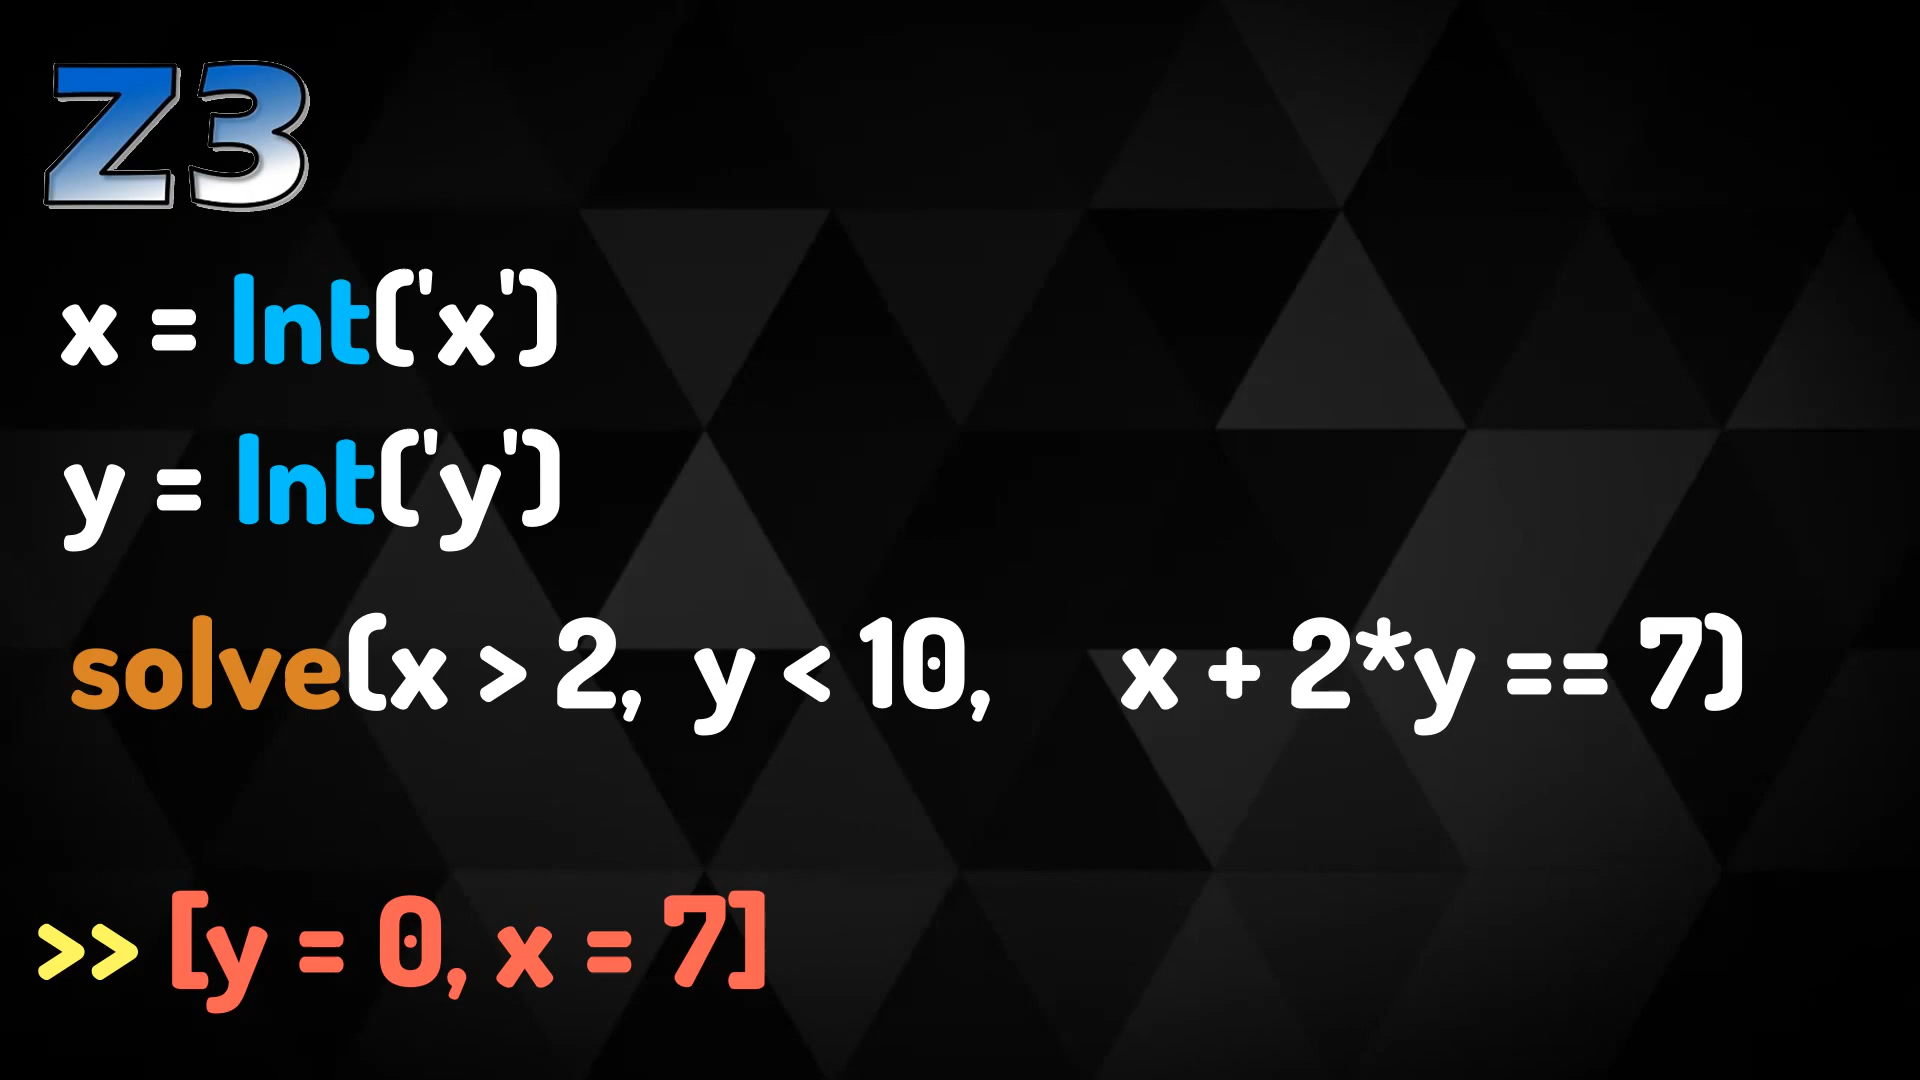 Z3
x = Int('x')
y = Int('y')
solve(x > 2, y < 10, x + 2*y == 7)
>> [y = 0, x = 7]